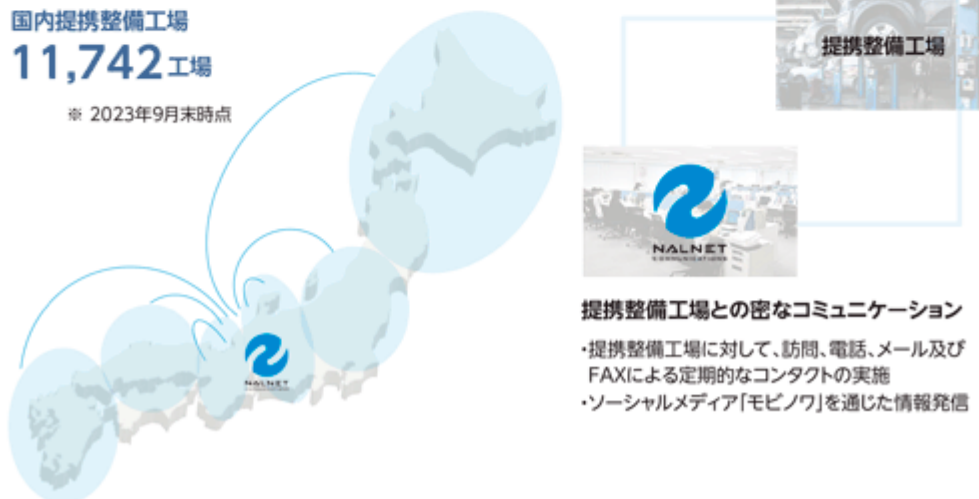 国内提携整備工場
11,742工場
※ 2023年9月末時点
NALNET
提携整備工場
NALNET
COMMUNICATIONS
提携整備工場との密なコミュニケーション
・提携整備工場に対して、訪問、電話、メール及び
FAXによる定期的なコンタクトの実施
・ソーシャルメディア「モビノワ」を通じた情報発信